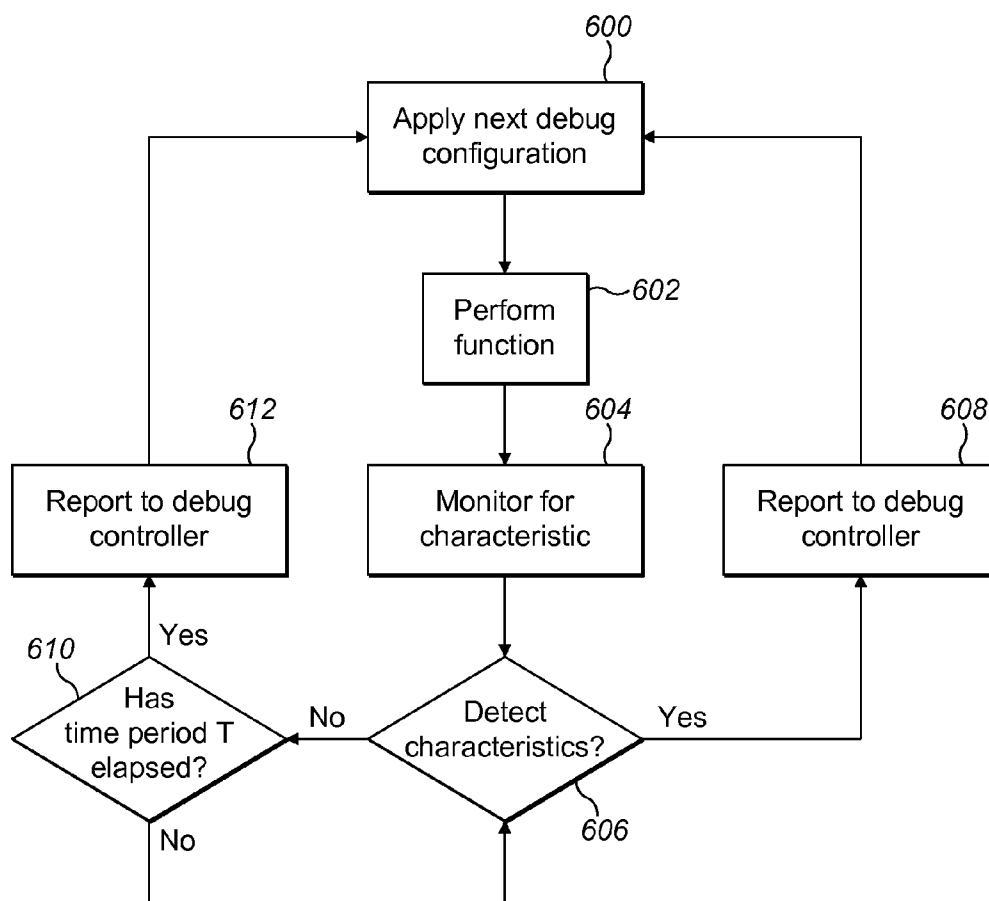 600
Apply next debug
configuration
602
Perform
function
612
604
608
Report to debug
controller
Monitor for
characteristic
Report to debug
controller
610
Yes
Has
time period T
elapsed?
No
Detect
characteristics?
Yes
606
No